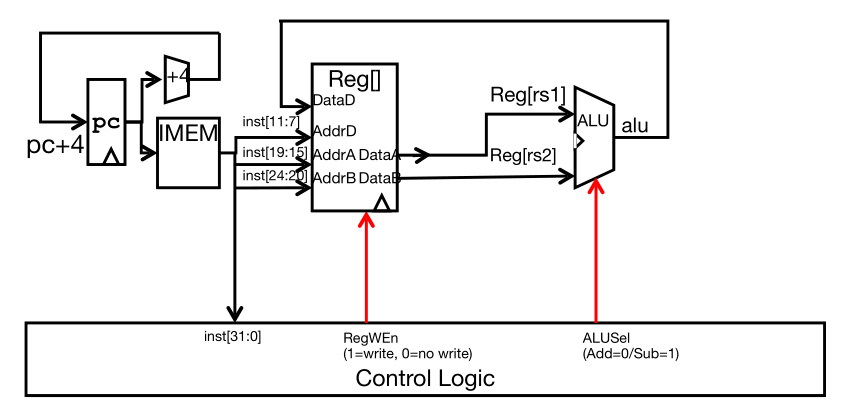 +4
pc
pc+4
IMEM
inst[11:7]
inst[19:15]
inst[24:20]
Reg[]
DataD
AddrD
AddrA DataA
AddrB DataB
Reg[rs1]
Reg[rs2]
ALU
alu
inst[31:0]
RegWEn
(1=write, 0=no write)
ALUSel
(Add=0/Sub=1)
Control Logic